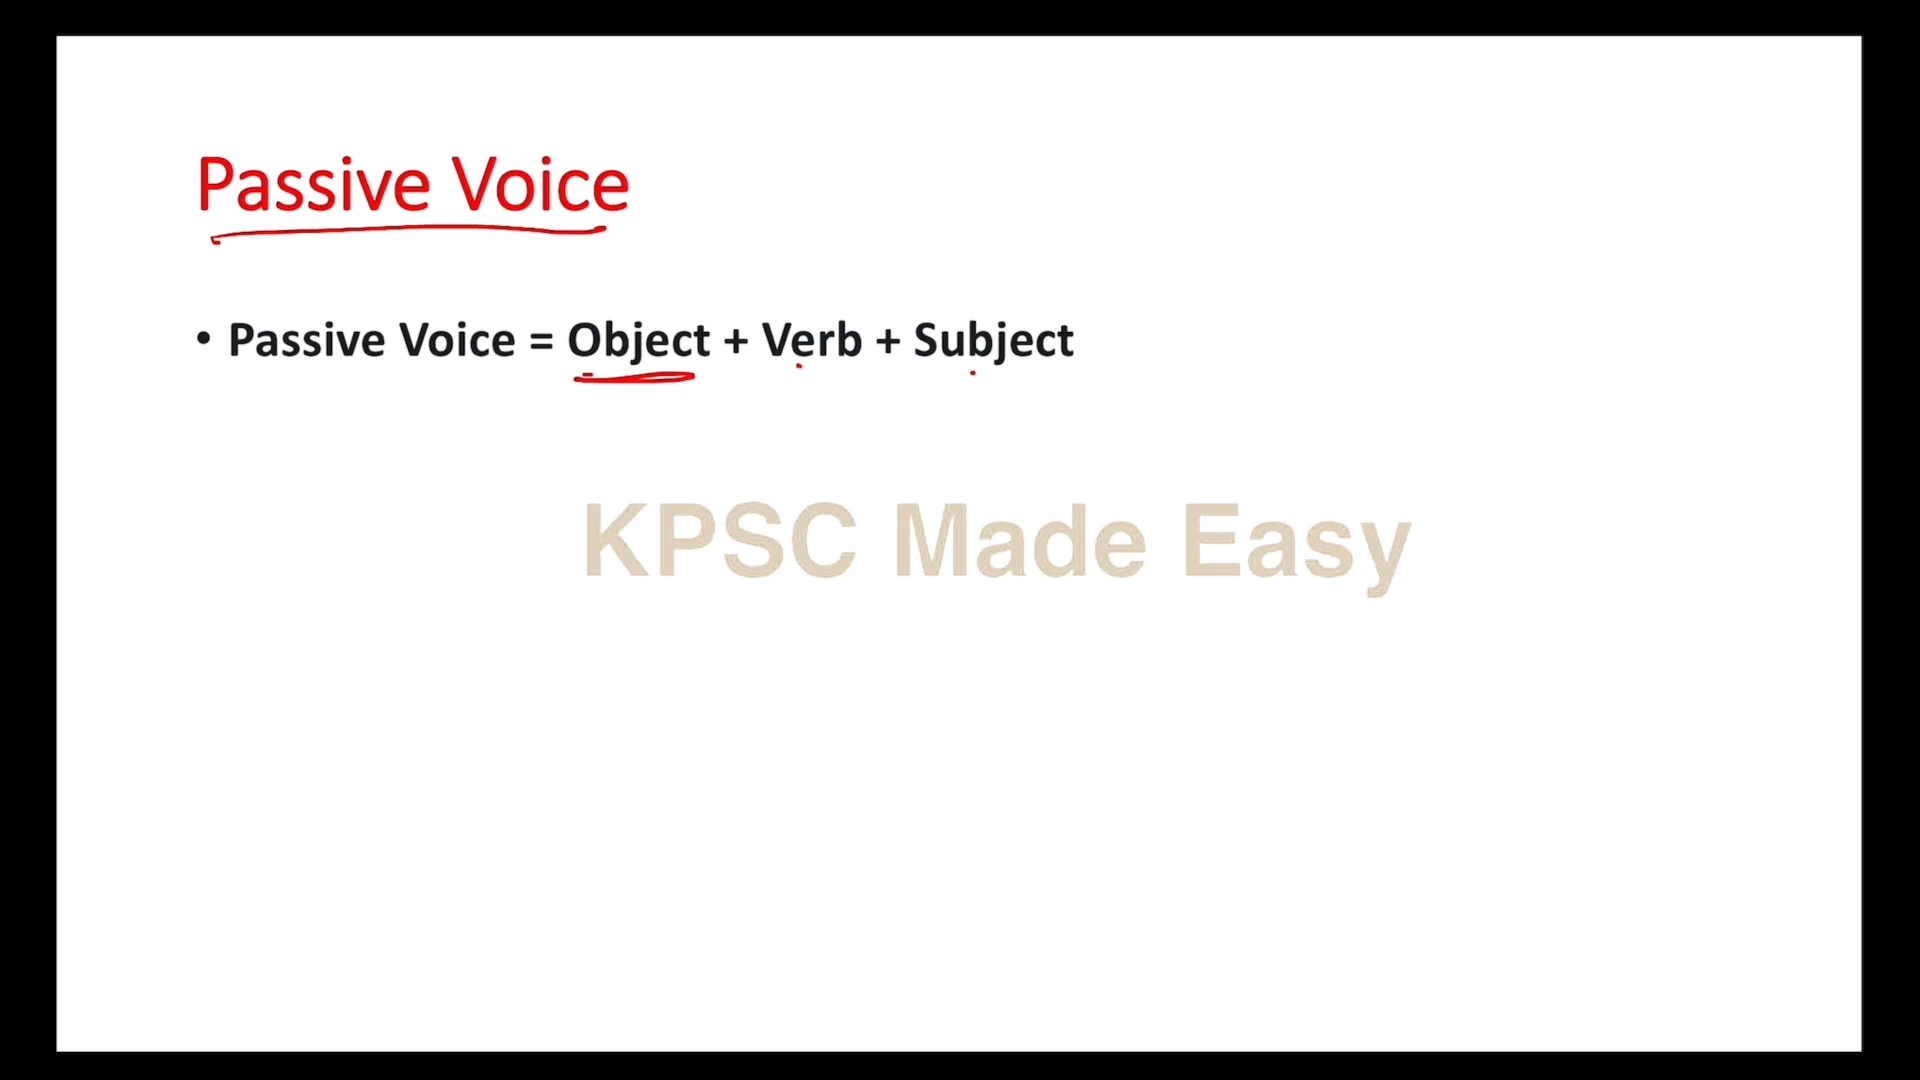 Passive Voice
• Passive Voice = Object + Verb + Subject
KPSC Made Easy